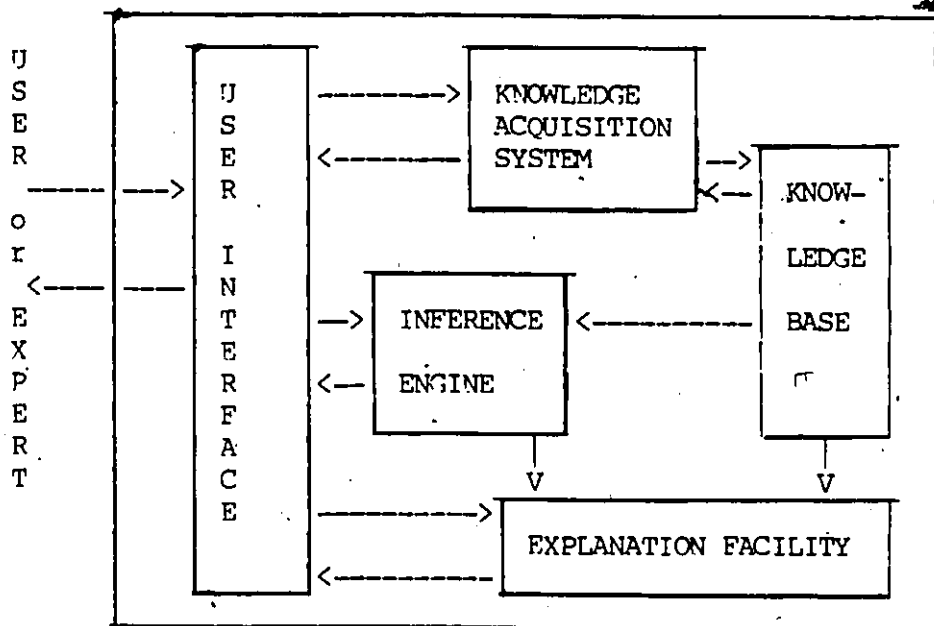 USER or EXPERT
USER INTERFACE
KNOWLEDGE
ACQUISITION
SYSTEM
KNOW-
LEDGE
BASE
INFERENCE
ENGINE
EXPLANATION FACILITY